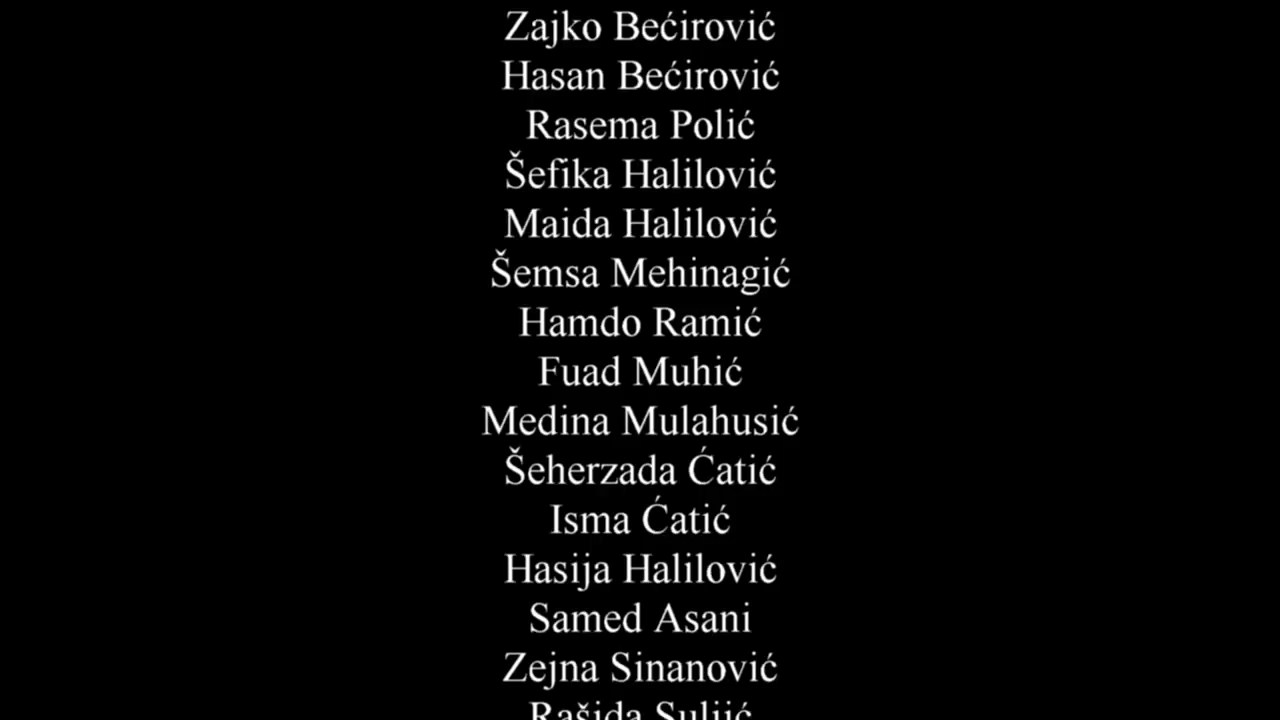 Zajko Bećirović
Hasan Bećirović
Rasema Polić
Šefika Halilović
Maida Halilović
Šemsa Mehinagić
Hamdo Ramić
Fuad Muhić
Medina Mulahusić
Šeherzada Ćatić
Isma Ćatić
Hasija Halilović
Samed Asani
Zejna Sinanović
Rašida